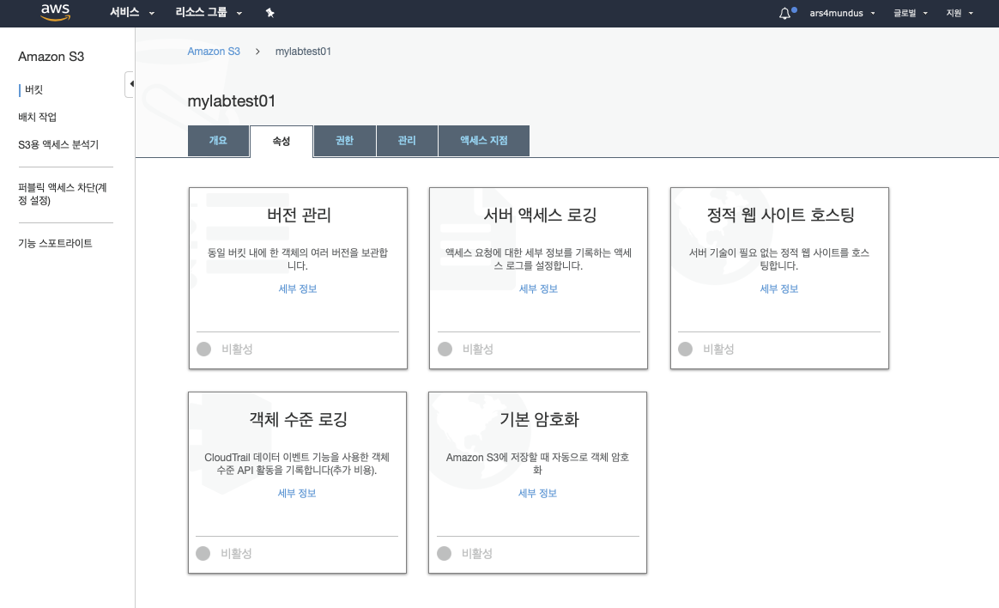 aws 서비스 리소스 그룹 ars4mundus 글로벌 지원
Amazon S3
버킷
배치 작업
S3용 액세스 분석기
퍼블릭 액세스 차단(계
정 설정)
기능 스포트라이트
Amazon S3 > mylabtest01
mylabtest01
개요 속성 권한 관리 액세스 지점
버전 관리
동일 버킷 내에 한 객체의 여러 버전을 보관합
니다.
세부 정보
비활성
서버 액세스 로깅
액세스 요청에 대한 세부 정보를 기록하는 액세
스 로그를 설정합니다.
세부 정보
비활성
정적 웹 사이트 호스팅
서버 기술이 필요 없는 정적 웹 사이트를 호스
팅합니다.
세부 정보
비활성
객체 수준 로깅
CloudTrail 데이터 이벤트 기능을 사용한 객체
수준 API 활동을 기록합니다(추가 비용).
세부 정보
비활성
기본 암호화
Amazon S3에 저장할 때 자동으로 객체 암호
화
세부 정보
비활성